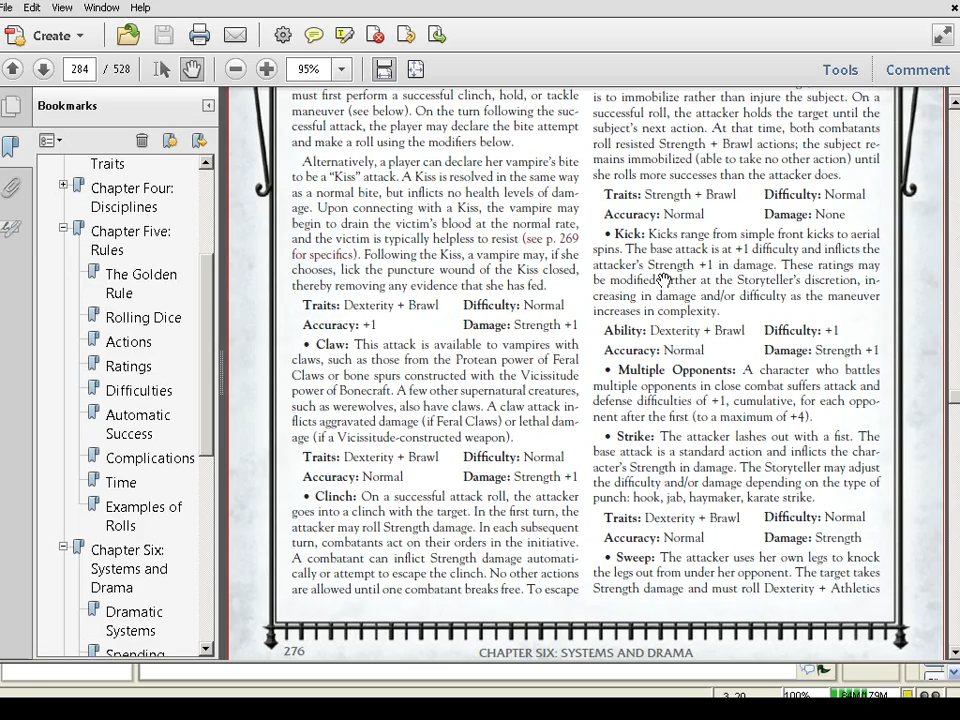 File Edit View Window Help
Create
284 / 528
95%
Tools Comment
Bookmarks
Traits
Chapter Four:
Disciplines
Chapter Five:
Rules
The Golden
Rule
Rolling Dice
Actions
Ratings
Difficulties
Automatic
Success
Complications
Time
Examples of
Rolls
Chapter Six:
Systems and
Drama
Dramatic
Systems
Spending
must first perform a successful clinch, hold, or tackle
maneuver (see below). On the turn following the suc-
cessful attack, the player may declare the bite attempt
and make a roll using the modifiers below.
Alternatively, a player can declare her vampire's bite
to be a “Kiss” attack. A Kiss is resolved in the same way
as a normal bite, but inflicts no health levels of dam-
age. Upon connecting with a Kiss, the vampire may
begin to drain the victim's blood at the normal rate,
and the victim is typically helpless to resist (see p. 269
for specifics). Following the Kiss, a vampire may, if she
chooses, lick the puncture wound of the Kiss closed,
thereby removing any evidence that she has fed.
Traits: Dexterity + Brawl Difficulty: Normal
Accuracy: +1 Damage: Strength +1
• Claw: This attack is available to vampires with
claws, such as those from the Protean power of Feral
Claws or bone spurs constructed with the Vicissitude
power of Bonecraft. A few other supernatural creatures,
such as werewolves, also have claws. A claw attack in-
flicts aggravated damage (if Feral Claws) or lethal dam-
age (if a Vicissitude-constructed weapon).
Traits: Dexterity + Brawl Difficulty: Normal
Accuracy: Normal Damage: Strength +1
• Clinch: On a successful attack roll, the attacker
goes into a clinch with the target. In the first turn, the
attacker may roll Strength damage. In each subsequent
turn, combatants act on their orders in the initiative.
A combatant can inflict Strength damage automati-
cally or attempt to escape the clinch. No other actions
are allowed until one combatant breaks free. To escape
is to immobilize rather than injure the subject. On a
successful roll, the attacker holds the target until the
subject's next action. At that time, both combatants
roll resisted Strength + Brawl actions; the subject re-
mains immobilized (able to take no other action) until
she rolls more successes than the attacker does.
Traits: Strength + Brawl Difficulty: Normal
Accuracy: Normal Damage: None
• Kick: Kicks range from simple front kicks to aerial
spins. The base attack is at +1 difficulty and inflicts the
attacker's Strength +1 in damage. These ratings may
be modified further at the Storyteller's discretion, in-
creasing in damage and/or difficulty as the maneuver
increases in complexity.
Ability: Dexterity + Brawl Difficulty: +1
Accuracy: Normal Damage: Strength +1
• Multiple Opponents: A character who battles
multiple opponents in close combat suffers attack and
defense difficulties of +1, cumulative, for each oppo-
nent after the first (to a maximum of +4).
• Strike: The attacker lashes out with a fist. The
base attack is a standard action and inflicts the char-
acter's Strength in damage. The Storyteller may adjust
the difficulty and/or damage depending on the type of
punch: hook, jab, haymaker, karate strike.
Traits: Dexterity + Brawl Difficulty: Normal
Accuracy: Normal Damage: Strength
• Sweep: The attacker uses her own legs to knock
the legs out from under her opponent. The target takes
Strength damage and must roll Dexterity + Athletics
276 CHAPTER SIX: SYSTEMS AND DRAMA
3, 20 100% 84M/179M